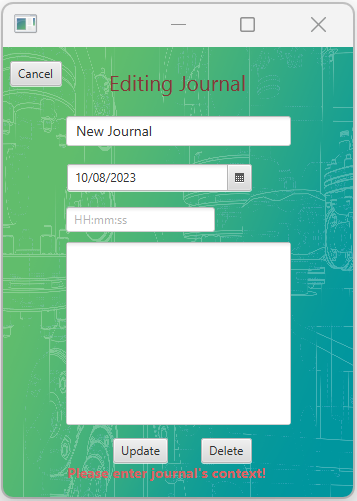 Cancel
Editing Journal
New Journal
10/08/2023
HH:mm:ss
Update Delete
Please enter journal's context!